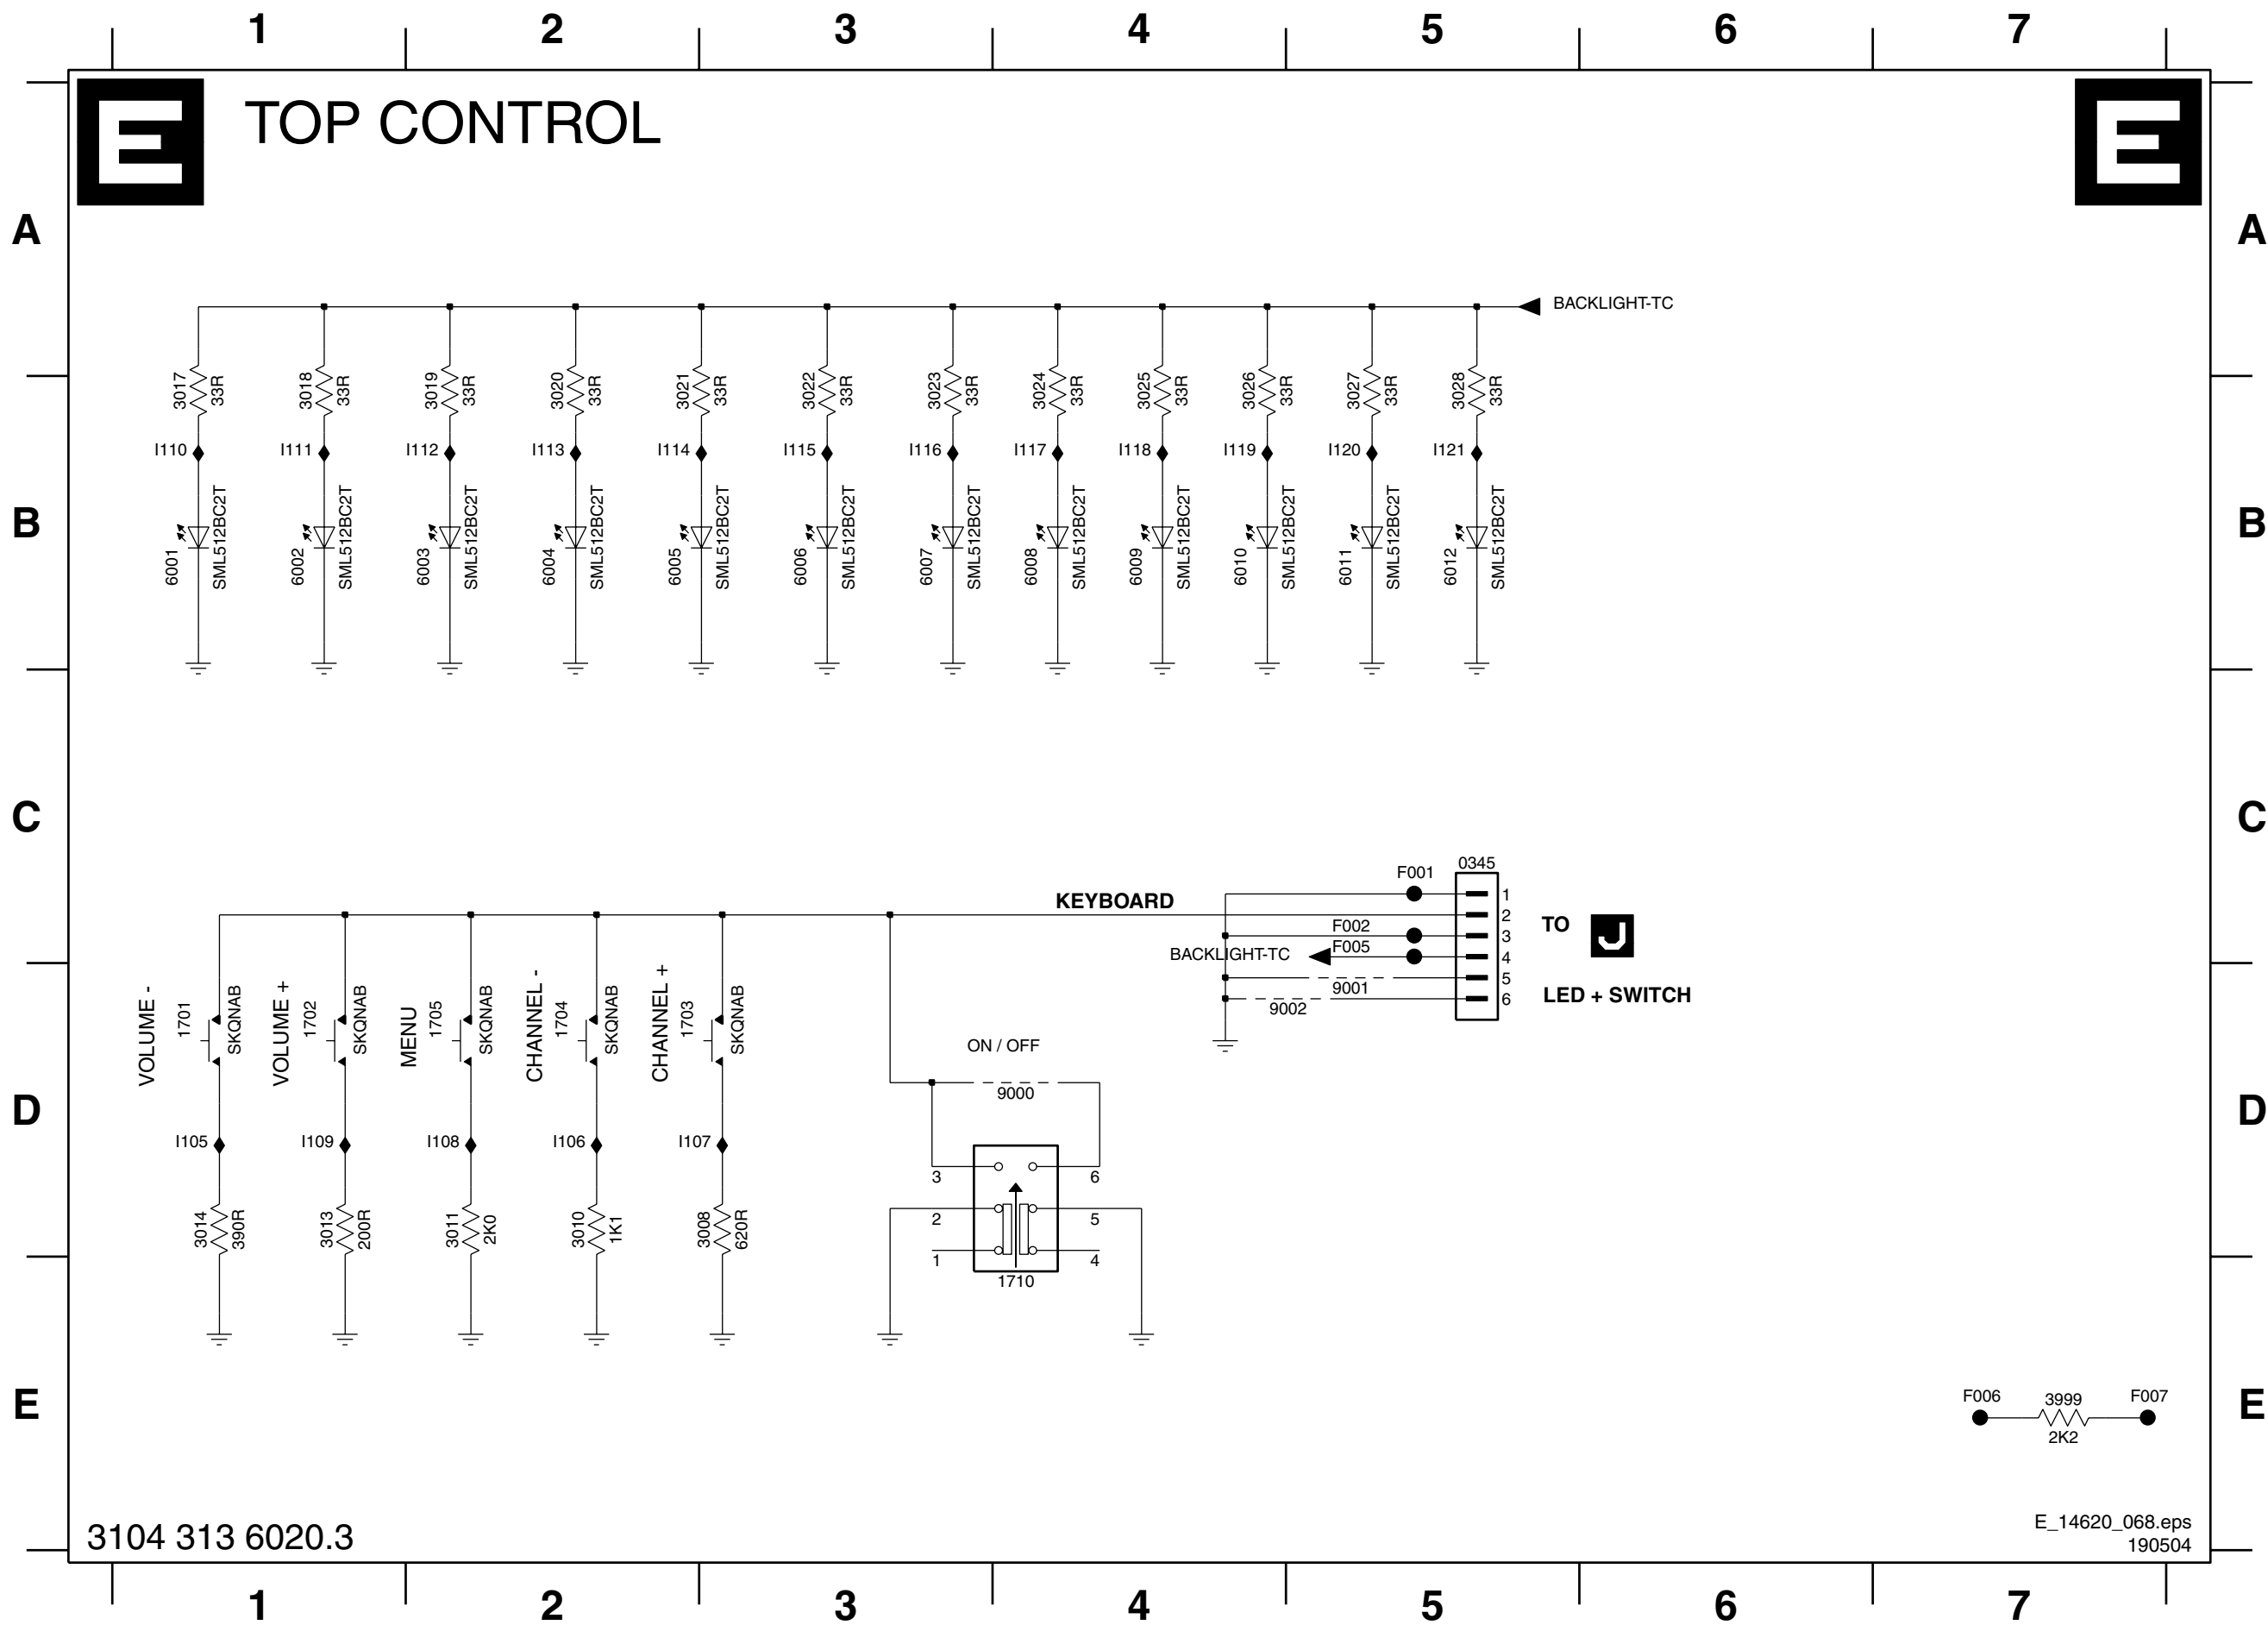 1 2 3 4 5 6 7
E TOP CONTROL E
A A
BACKLIGHT-TC
3017 33R 3018 33R 3019 33R 3020 33R 3021 33R 3022 33R 3023 33R 3024 33R 3025 33R 3026 33R 3027 33R 3028 33R
I110 I111 I112 I113 I114 I115 I116 I117 I118 I119 I120 I121
B B
6001 SML512BC2T 6002 SML512BC2T 6003 SML512BC2T 6004 SML512BC2T 6005 SML512BC2T 6006 SML512BC2T 6007 SML512BC2T 6008 SML512BC2T 6009 SML512BC2T 6010 SML512BC2T 6011 SML512BC2T 6012 SML512BC2T
C C
0345
F001
1
KEYBOARD
2
F002
3
TO J
BACKLIGHT-TC F005
4
5
9001
6
9002
LED + SWITCH
VOLUME - 1701 SKQNAB VOLUME + 1702 SKQNAB MENU 1705 SKQNAB CHANNEL - 1704 SKQNAB CHANNEL + 1703 SKQNAB
ON / OFF
9000
D D
I105 I109 I108 I106 I107
3 6
2 5
1 4
1710
3014 390R 3013 200R 3011 2K0 3010 1K1 3008 620R
E E
F006 3999 F007
2K2
3104 313 6020.3
E_14620_068.eps
190504
1 2 3 4 5 6 7